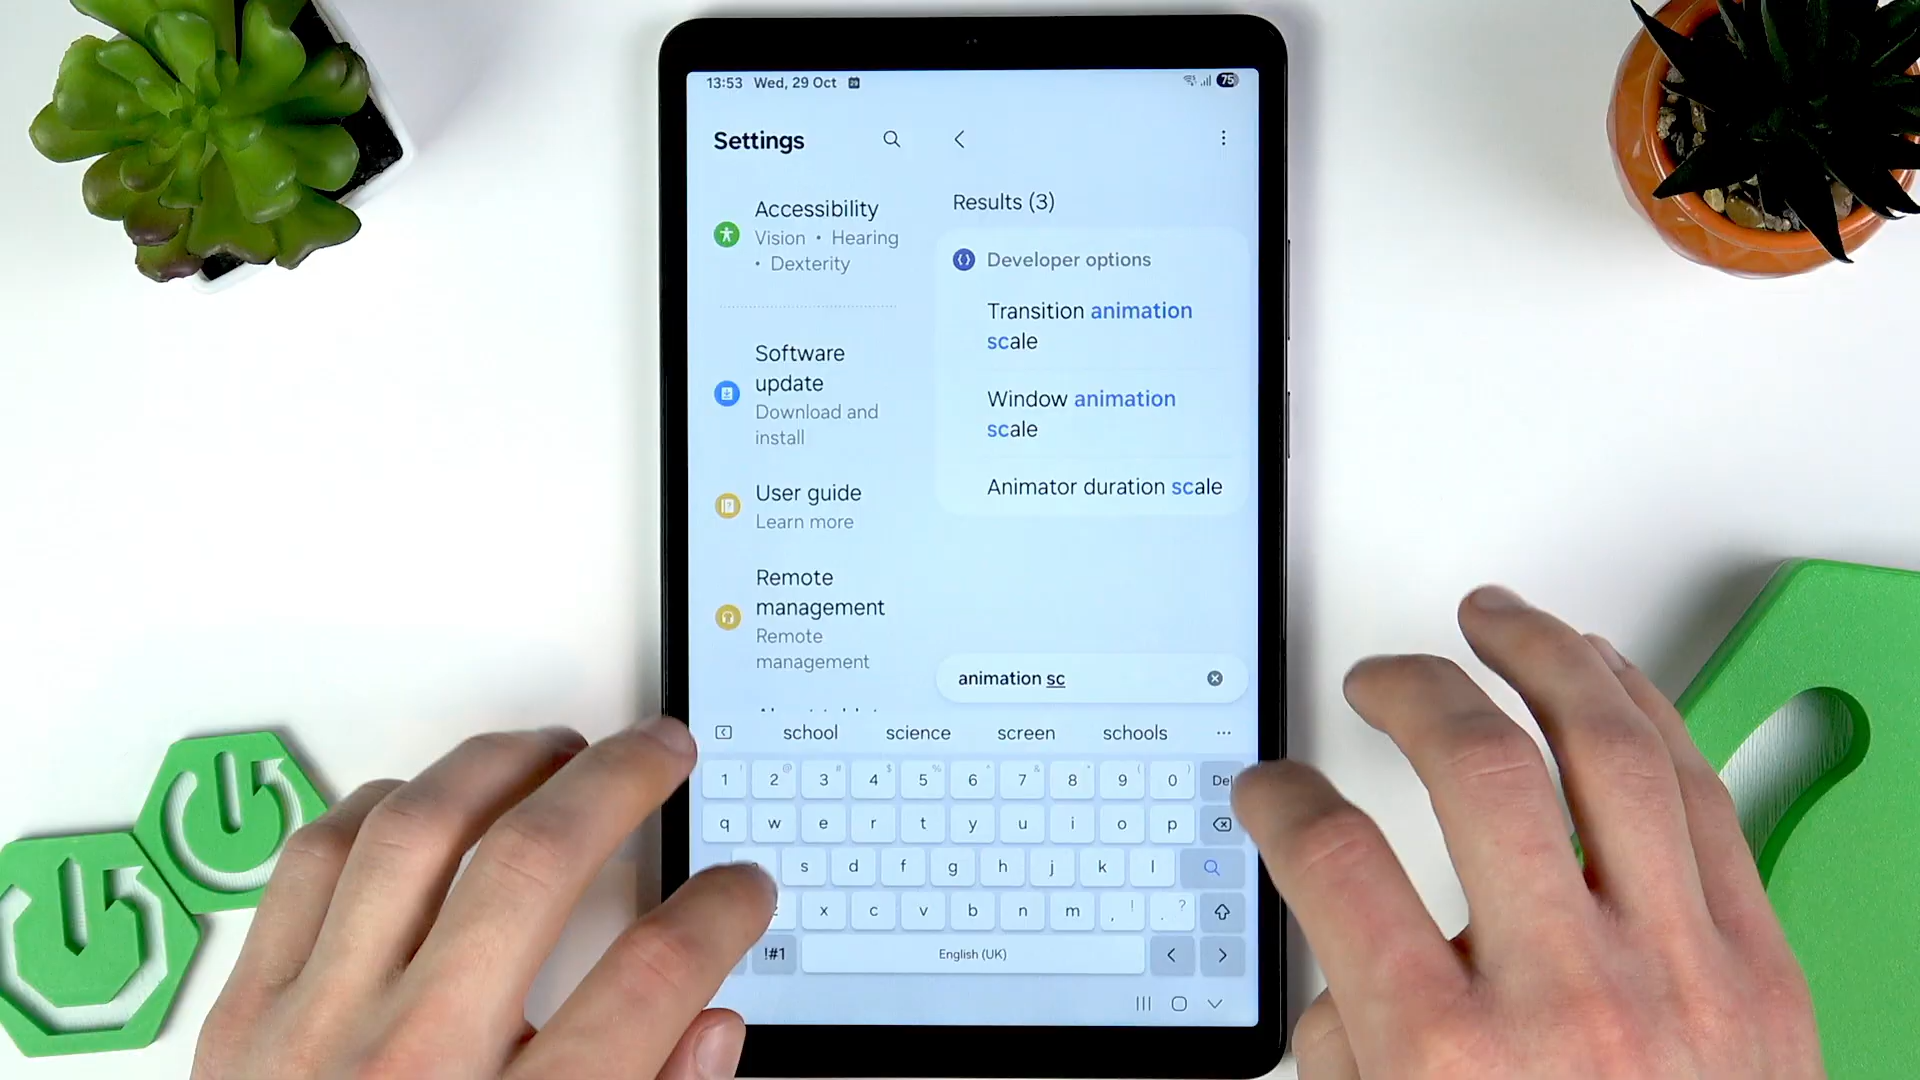 13:53 Wed, 29 Oct
75
Settings
Accessibility
Vision • Hearing
• Dexterity
Software
update
Download and
install
User guide
Learn more
Remote
management
Remote
management
Results (3)
Developer options
Transition animation
scale
Window animation
scale
Animator duration scale
animation sc
school science screen schools ...
1 2 3 4 5 6 7 8 9 0 Del
! @ # $ % ^ & * ( )
q w e r t y u i o p
s d f g h j k l
x c v b n m , ! . ?
!#1 English (UK) < >